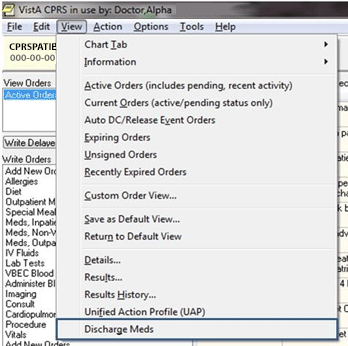 VistA CPRS in use by: Doctor,Alpha
File Edit View Action Options Tools Help
CPRSPATIE
000-00-00
View Orders
Active Orders
Write Delaye
Write Orders
Add New Ord
Allergies
Diet
Outpatient M
Special Meal
Meds, Inpatie
Meds, Non-V
Meds, Outpa
IV Fluids
Lab Tests
VBEC Blood
Administer Bl
Imaging
Consult
Cardiopulmor
Procedure
Vitals
Add New Or
Chart Tab
Information
Active Orders (includes pending, recent activity)
Current Orders (active/pending status only)
Auto DC/Release Event Orders
Expiring Orders
Unsigned Orders
Recently Expired Orders
Custom Order View...
Save as Default View...
Return to Default View
Details...
Results...
Results History...
Unified Action Profile (UAP)
Discharge Meds